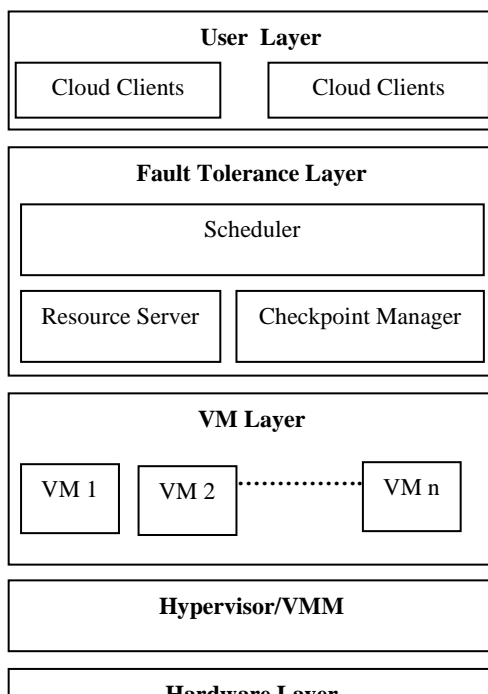 User Layer
Cloud Clients
Cloud Clients
Fault Tolerance Layer
Scheduler
Resource Server
Checkpoint Manager
VM Layer
VM 1
VM 2
VM n
Hypervisor/VMM
Hardware Layer